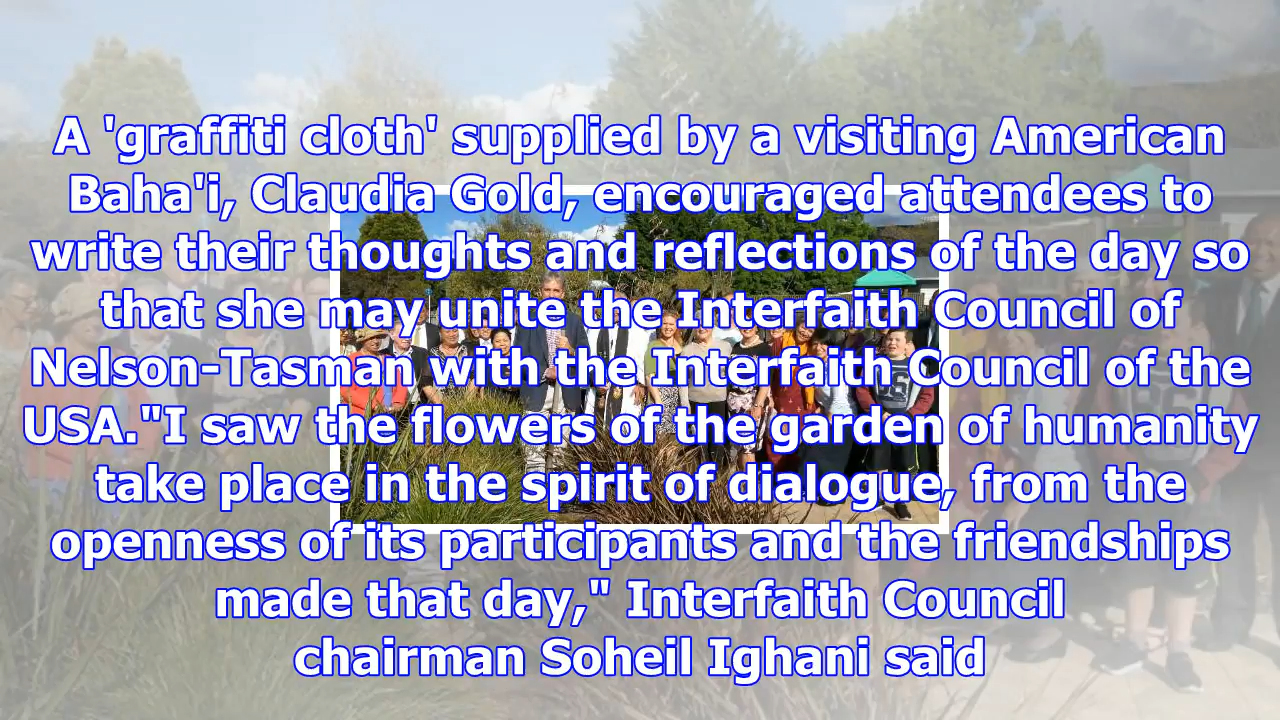 A 'graffiti cloth' supplied by a visiting American
Baha'i, Claudia Gold, encouraged attendees to
write their thoughts and reflections of the day so
that she may unite the Interfaith Council of
Nelson-Tasman with the Interfaith Council of the
USA."I saw the flowers of the garden of humanity
take place in the spirit of dialogue, from the
openness of its participants and the friendships
made that day," Interfaith Council
chairman Soheil Ighani said